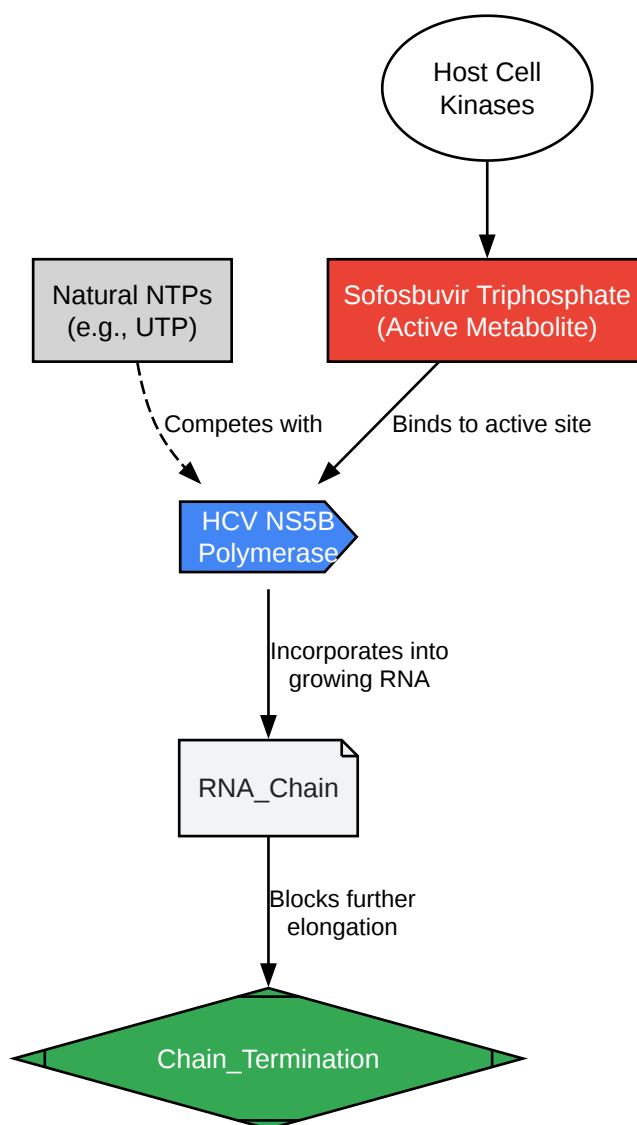 Host Cell
Kinases
Natural NTPs
(e.g., UTP)
Sofosbuvir Triphosphate
(Active Metabolite)
Competes with
Binds to active site
HCV NS5B
Polymerase
Incorporates into
growing RNA
RNA_Chain
Blocks further
elongation
Chain_Termination